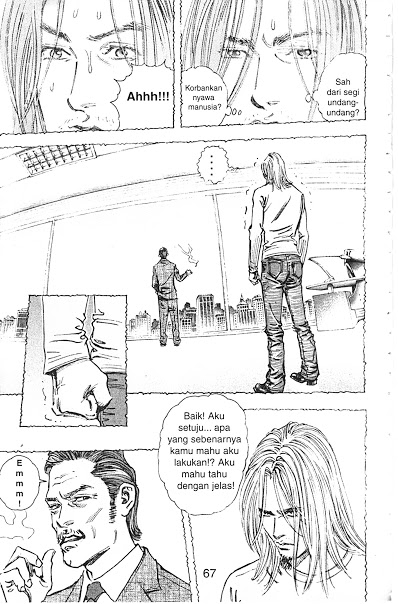 Sah
dari segi
undang-
undang?
Korbankan
nyawa
manusia?
Ahhh!!!
....
Baik! Aku
setuju... apa
yang sebenarnya
kamu mahu aku
lakukan!? Aku
mahu tahu
dengan jelas!
Emmm!
67